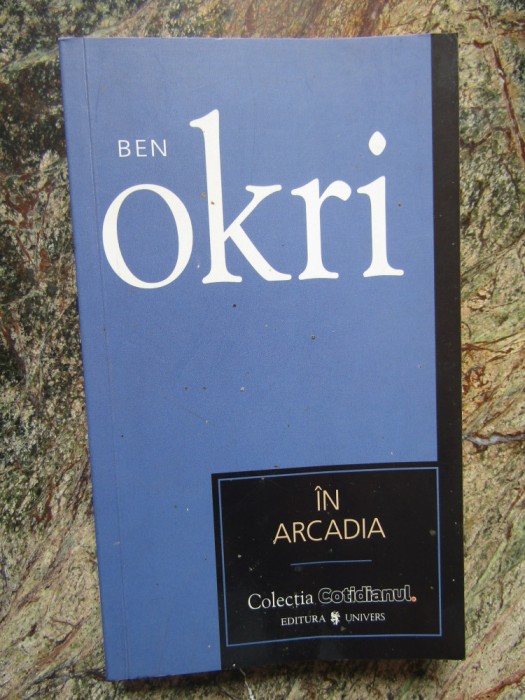 BEN
okri
ÎN
ARCADIA
Colecția Cotidianul.
EDITURA UNIVERS